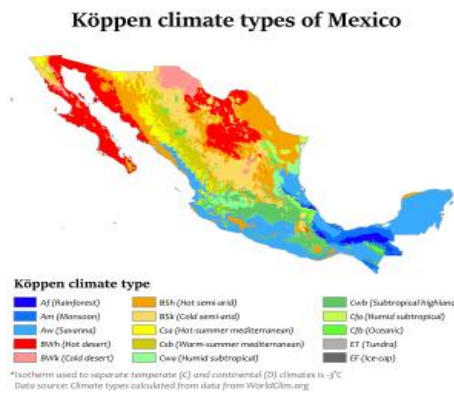 Köppen climate types of Mexico
Köppen climate type
Af (Rainforest)
Am (Monsoon)
Aw (Savanna)
BWh (Hot desert)
BWk (Cold desert)
BSh (Hot semi-arid)
BSk (Cold semi-arid)
Csa (Hot-summer mediterranean)
Csb (Warm-summer mediterranean)
Cwa (Humid subtropical)
Cwb (Subtropical highland
Cfa (Humid subtropical)
Cfb (Oceanic)
ET (Tundra)
EF (Ice-cap)
*Isotherm used to separate temperate (C) and continental (D) climates is -3°C
Data source: Climate types calculated from data from WorldClim.org